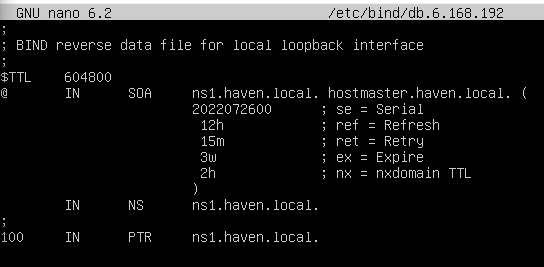 GNU nano 6.2 /etc/bind/db.6.168.192
;
; BIND reverse data file for local loopback interface
;
$TTL 604800
@ IN SOA ns1.haven.local. hostmaster.haven.local. (
2022072600 ; se = Serial
12h ; ref = Refresh
15m ; ret = Retry
3w ; ex = Expire
2h ; nx = nxdomain TTL
)
IN NS ns1.haven.local.
;
100 IN PTR ns1.haven.local.